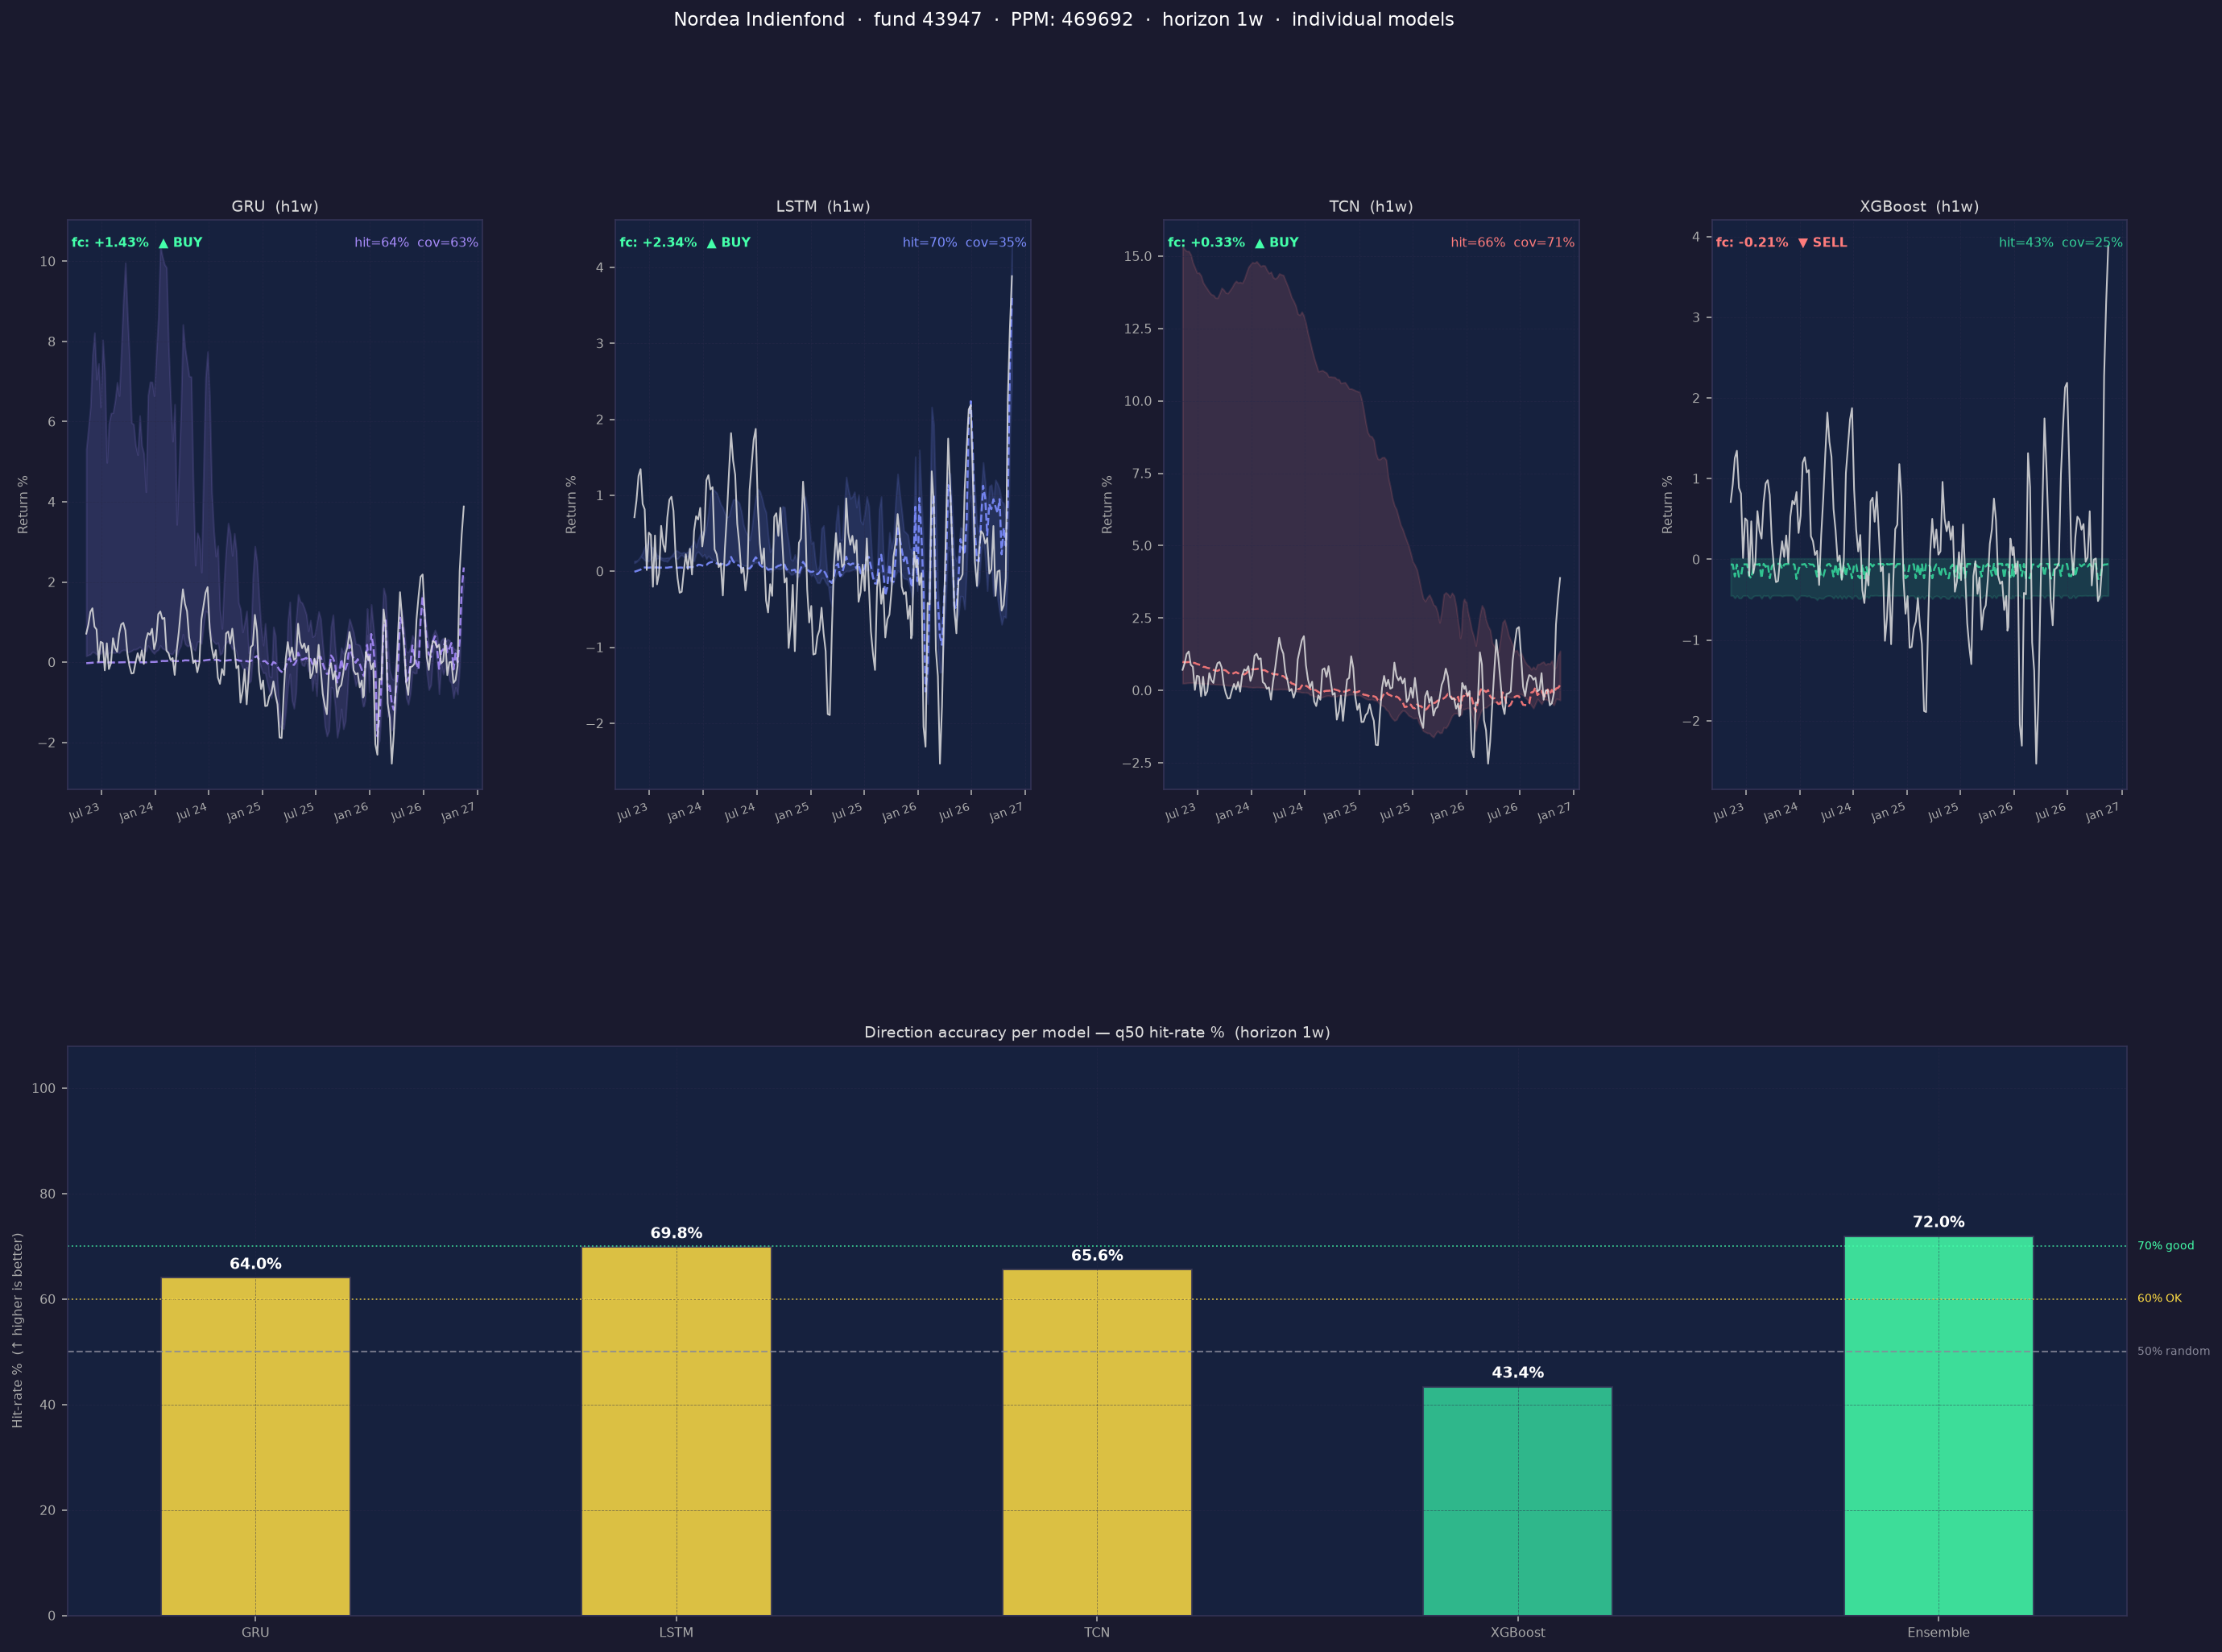 Nordea Indienfond · fund 43947 · PPM: 469692 · horizon 1w · individual models
GRU (h1w)
fc: +1.43% ▲ BUY
hit=64% cov=63%
Return %
10
8
6
4
2
0
−2
Jul 23
Jan 24
Jul 24
Jan 25
Jul 25
Jan 26
Jul 26
Jan 27
LSTM (h1w)
fc: +2.34% ▲ BUY
hit=70% cov=35%
Return %
4
3
2
1
0
−1
−2
Jul 23
Jan 24
Jul 24
Jan 25
Jul 25
Jan 26
Jul 26
Jan 27
TCN (h1w)
fc: +0.33% ▲ BUY
hit=66% cov=71%
Return %
15.0
12.5
10.0
7.5
5.0
2.5
0.0
−2.5
Jul 23
Jan 24
Jul 24
Jan 25
Jul 25
Jan 26
Jul 26
Jan 27
XGBoost (h1w)
fc: -0.21% ▼ SELL
hit=43% cov=25%
Return %
4
3
2
1
0
−1
−2
Jul 23
Jan 24
Jul 24
Jan 25
Jul 25
Jan 26
Jul 26
Jan 27
Direction accuracy per model — q50 hit-rate % (horizon 1w)
Hit-rate % (↑ higher is better)
100
80
60
40
20
0
64.0%
69.8%
65.6%
43.4%
72.0%
70% good
60% OK
50% random
GRU
LSTM
TCN
XGBoost
Ensemble